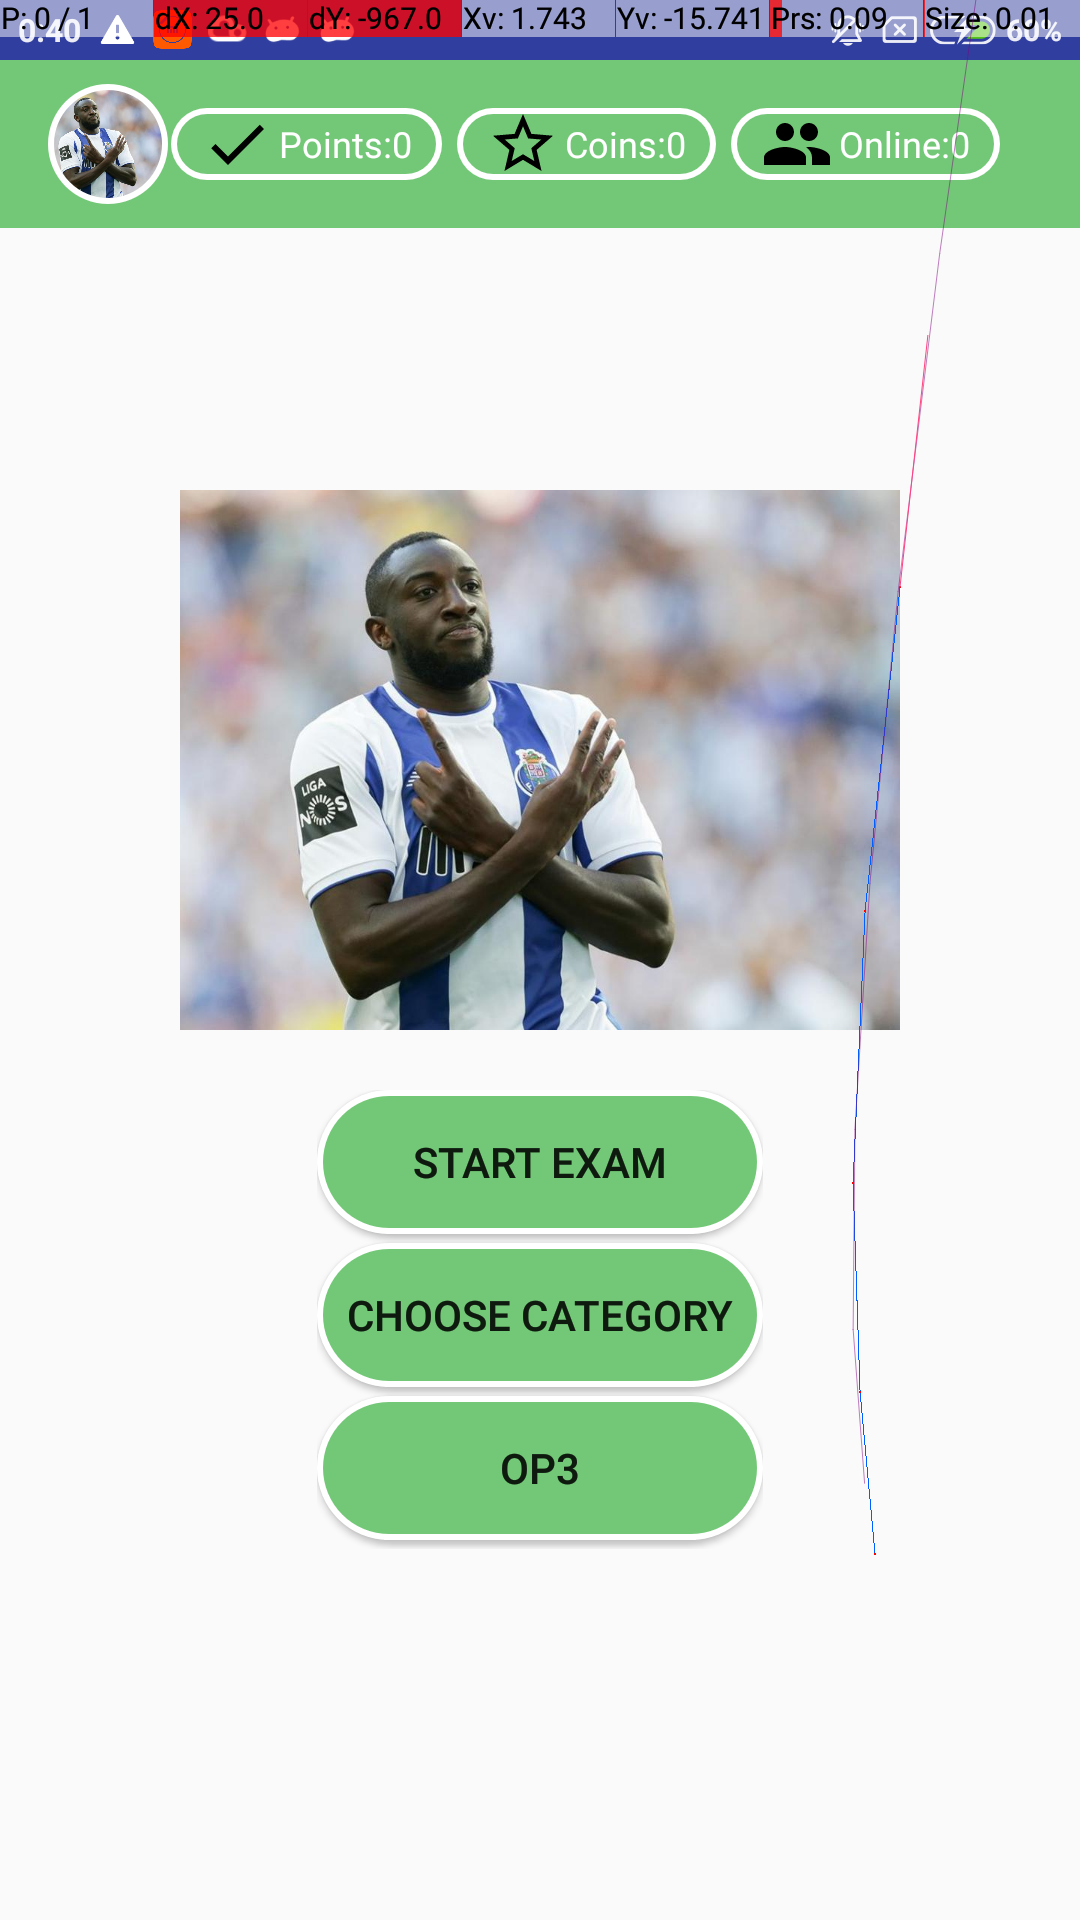 P: 0 / 1 dX: 25.0 dY: -967.0 Xv: 1.743 Yv: -15.741 Prs: 0.09 Size: 0.01
0:40 60%
Points:0 Coins:0 Online:0
LIGA
NOS
START EXAM
CHOOSE CATEGORY
OP3